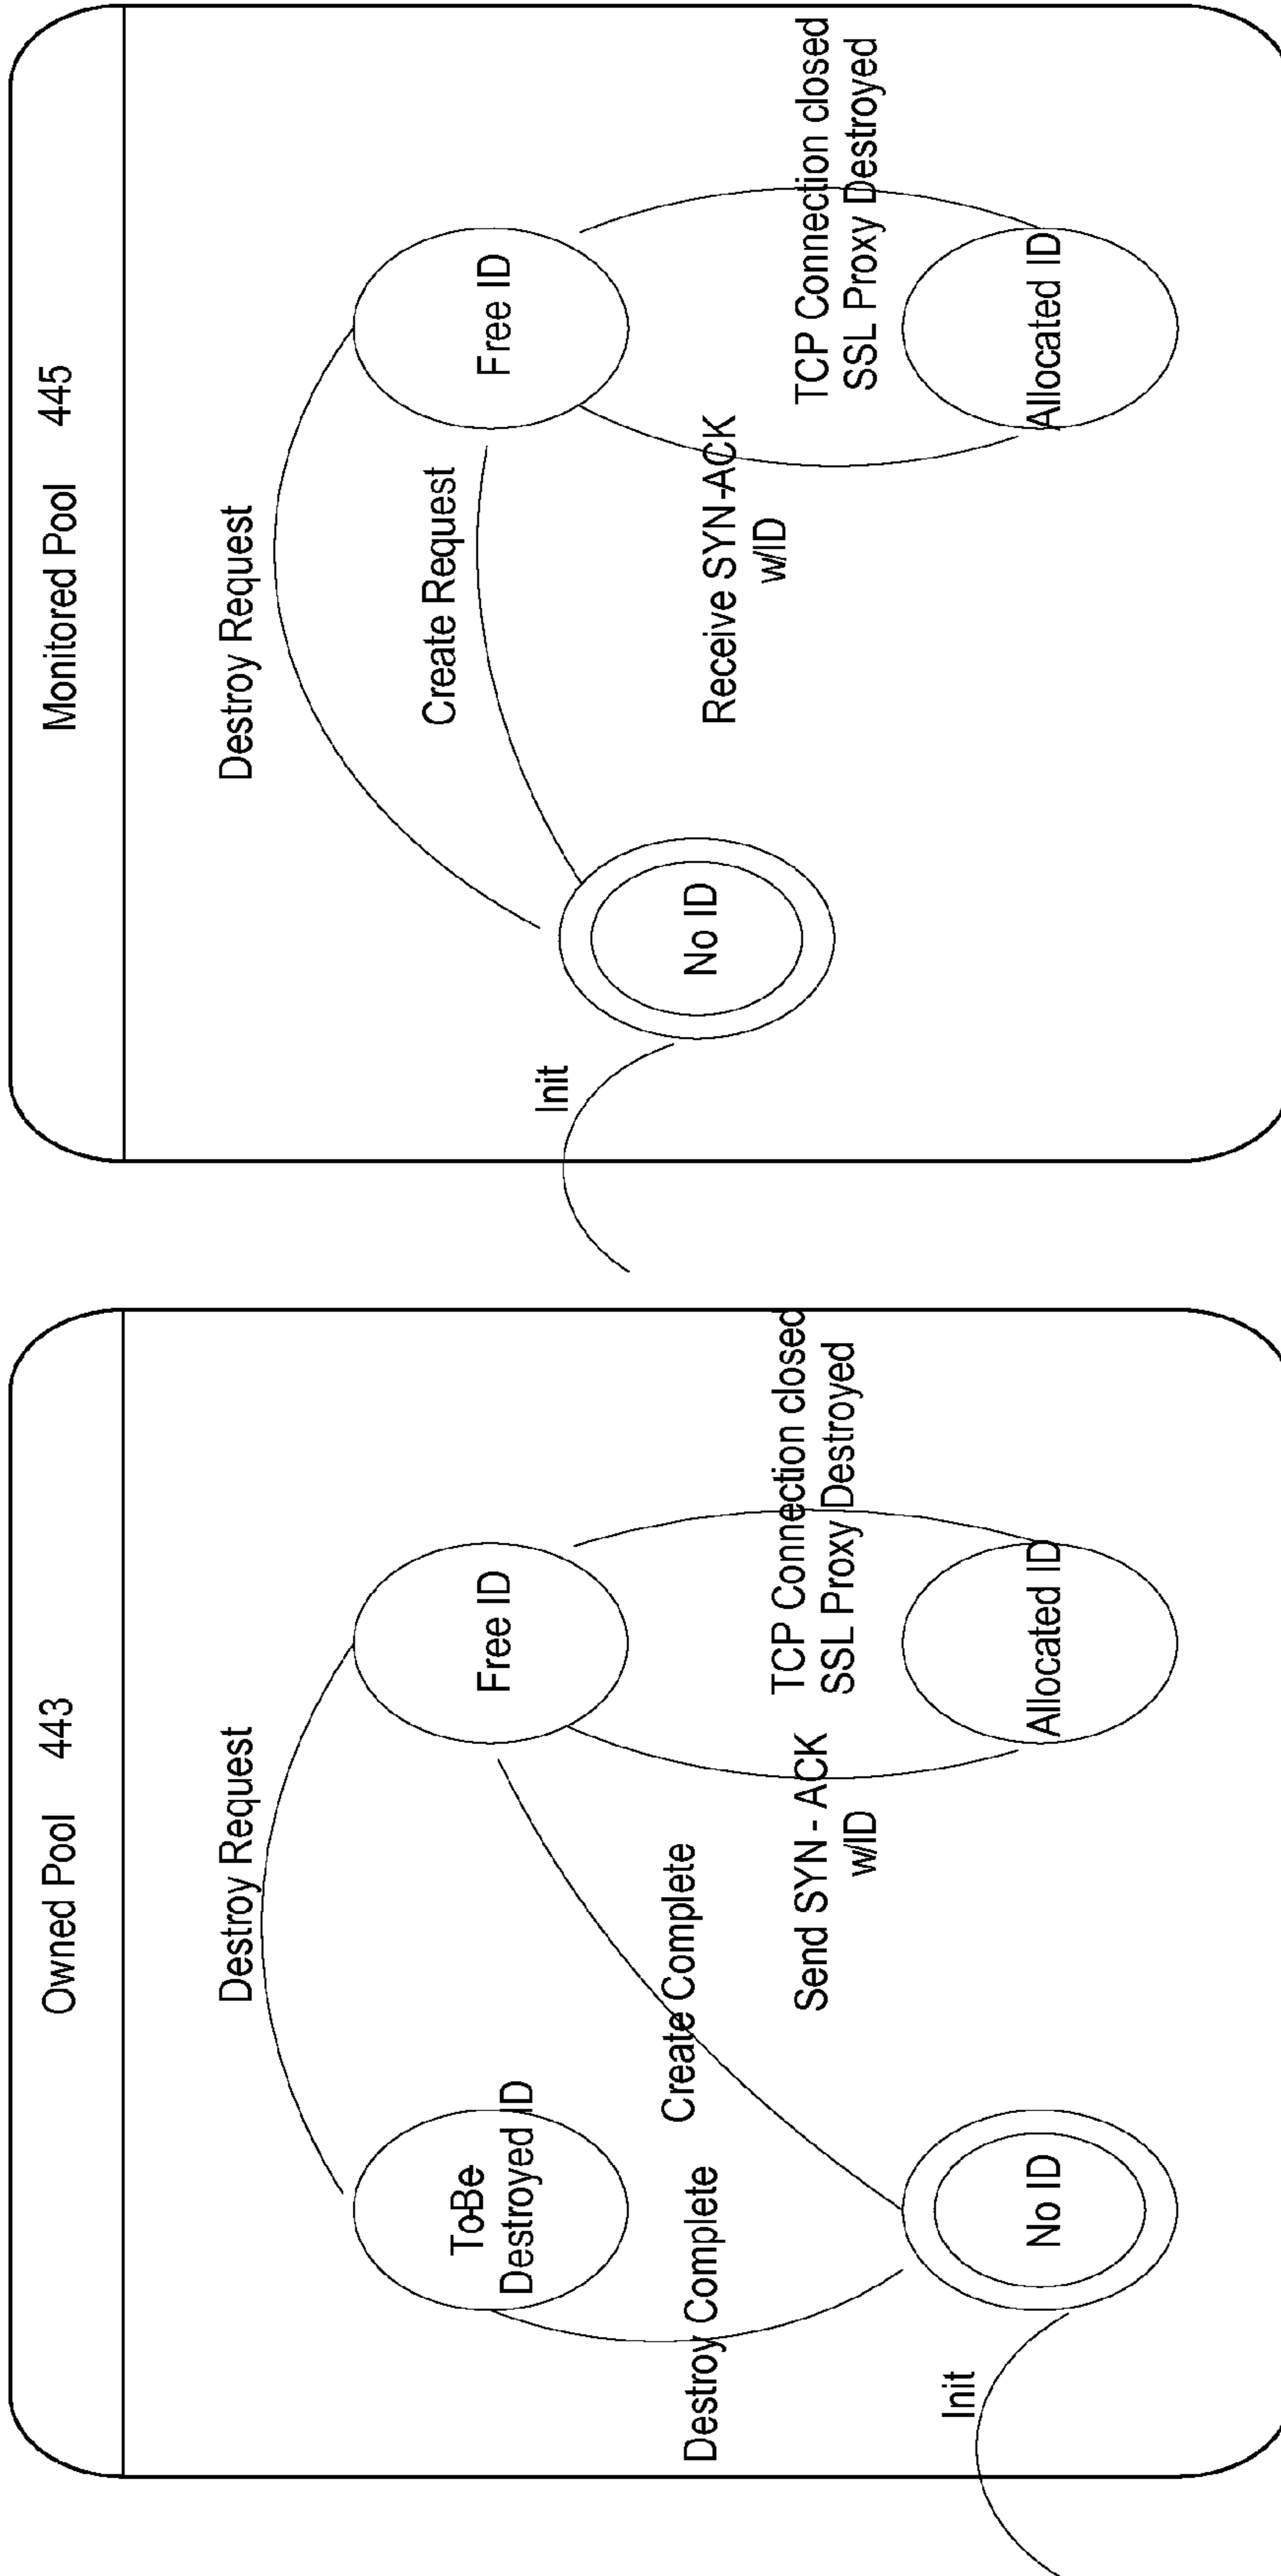 Owned Pool 443
Destroy Request
To-Be
Destroyed ID
Free ID
Create Complete
Destroy Complete
TCP Connection closed
SSL Proxy Destroyed
Send SYN - ACK
w/ID
Init
No ID
Allocated ID
Monitored Pool 445
Destroy Request
Create Request
Free ID
Init
No ID
Receive SYN-ACK
w/ID
TCP Connection closed
SSL Proxy Destroyed
Allocated ID